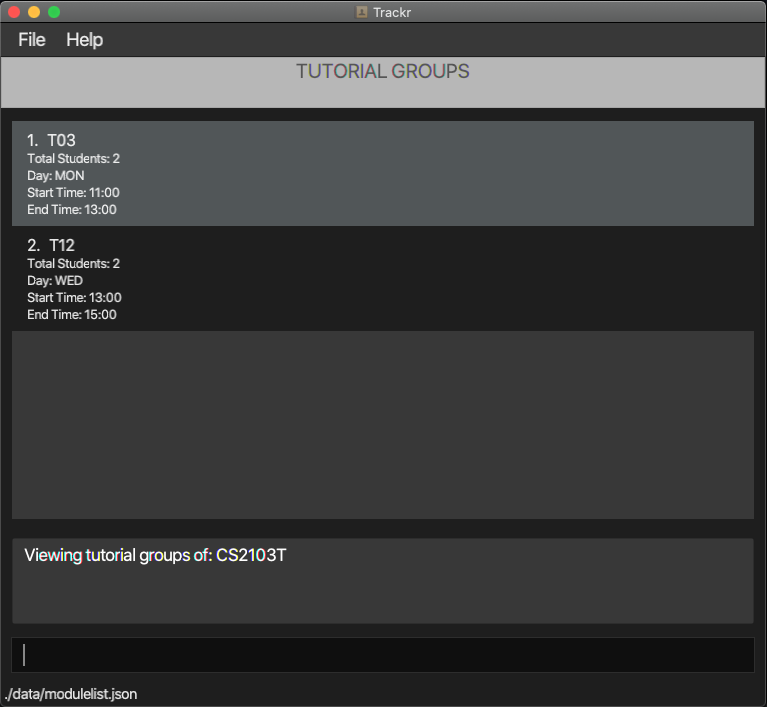 Trackr
File Help
TUTORIAL GROUPS
1. T03
Total Students: 2
Day: MON
Start Time: 11:00
End Time: 13:00
2. T12
Total Students: 2
Day: WED
Start Time: 13:00
End Time: 15:00
Viewing tutorial groups of: CS2103T
./data/modulelist.json